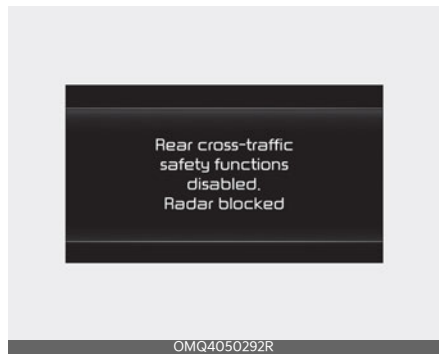 Rear cross-traffic
safety functions
disabled.
Radar blocked
OMQ4050292R